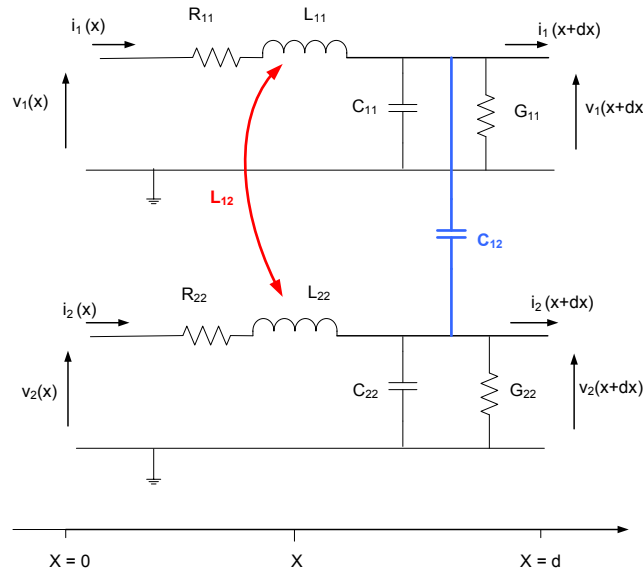 R₁₁ L₁₁
i₁(x) i₁(x+dx)
v₁(x) C₁₁ G₁₁ v₁(x+dx
L₁₂ C₁₂
R₂₂ L₂₂
i₂(x) i₂(x+dx)
v₂(x) C₂₂ G₂₂ v₂(x+dx)
X = 0 X X = d